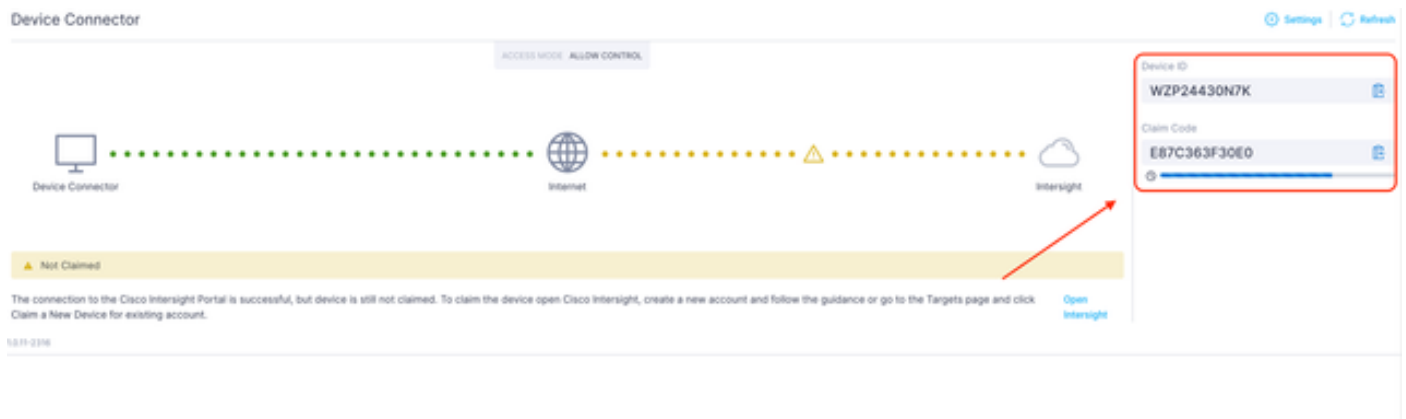 Device Connector
Settings
Refresh
ACCESS MODE ALLOW CONTROL
Device ID
WZP24430N7K
Claim Code
E87C363F30E0
Device Connector
Internet
Intersight
Not Claimed
The connection to the Cisco Intersight Portal is successful, but device is still not claimed. To claim the device open Cisco Intersight, create a new account and follow the guidance or go to the Targets page and click
Claim a New Device for existing account.
Open
Intersight